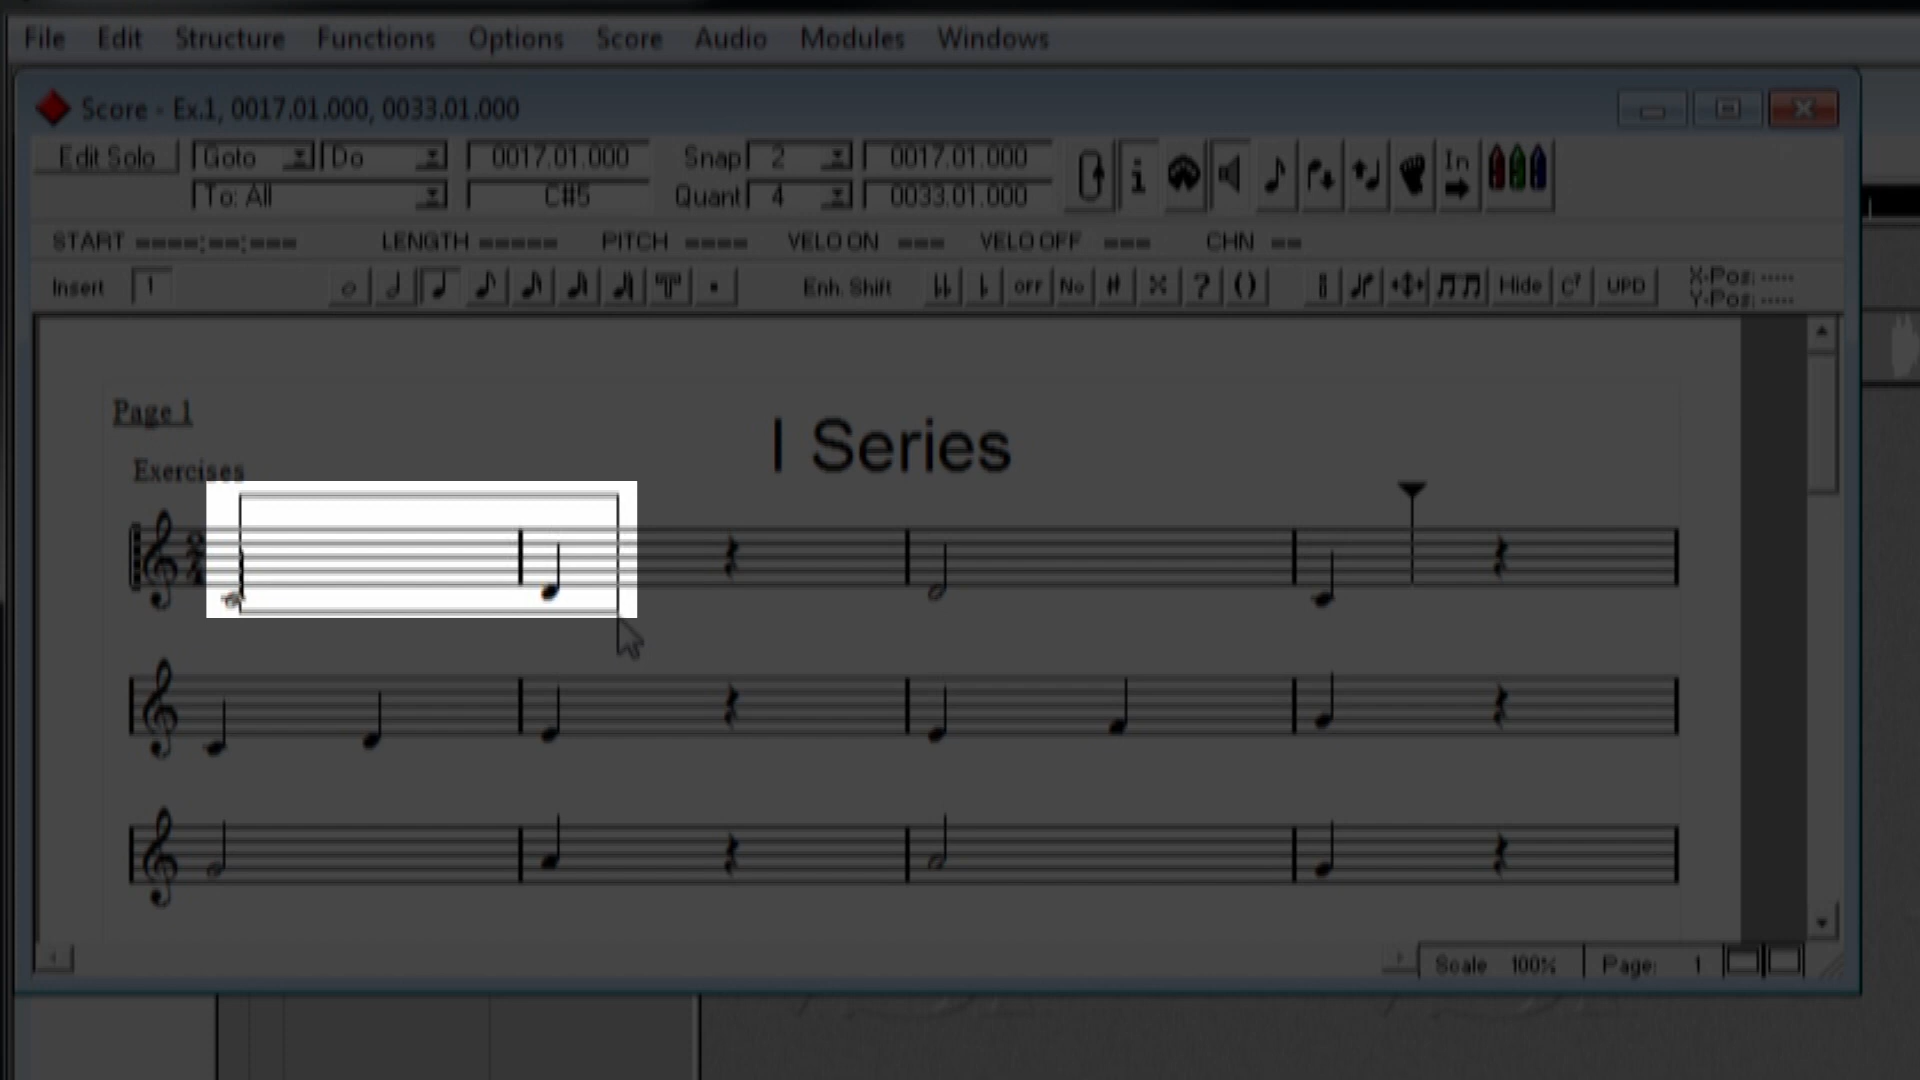 File Edit Structure Functions Options Score Audio Modules Windows
Score - Ex.1, 0017.01.000, 0033.01.000
Edit Solo Goto Do 0017.01.000 Snap 2 0017.01.000 In
To: All C#5 Quant 4 0033.01.000
START ----:--:--- LENGTH ----- PITCH ---- VELO ON --- VELO OFF --- CHN --
Insert 1 Enh. Shift OFF No # ? () Hide C7 UPD X-Pos: -----
Y-Pos: -----
Page 1
I Series
Exercises
Scale 100% Page: 1